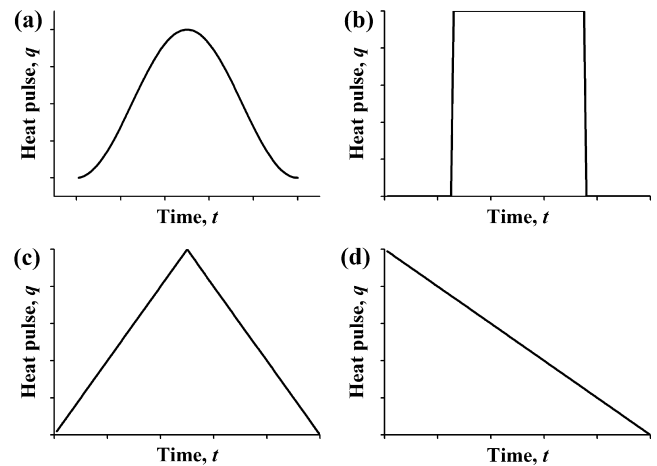 (a)
Heat pulse, q
Time, t
(b)
Heat pulse, q
Time, t
(c)
Heat pulse, q
Time, t
(d)
Heat pulse, q
Time, t